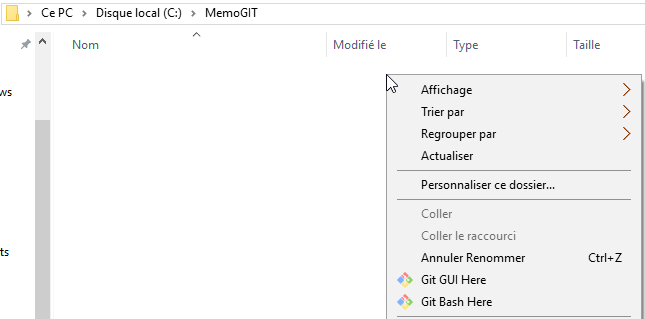 Ce PC > Disque local (C:) > MemoGIT
Nom Modifié le Type Taille
ws
Affichage
Trier par
Regrouper par
Actualiser
Personnaliser ce dossier...
Coller
Coller le raccourci
Annuler Renommer Ctrl+Z
ts
Git GUI Here
Git Bash Here